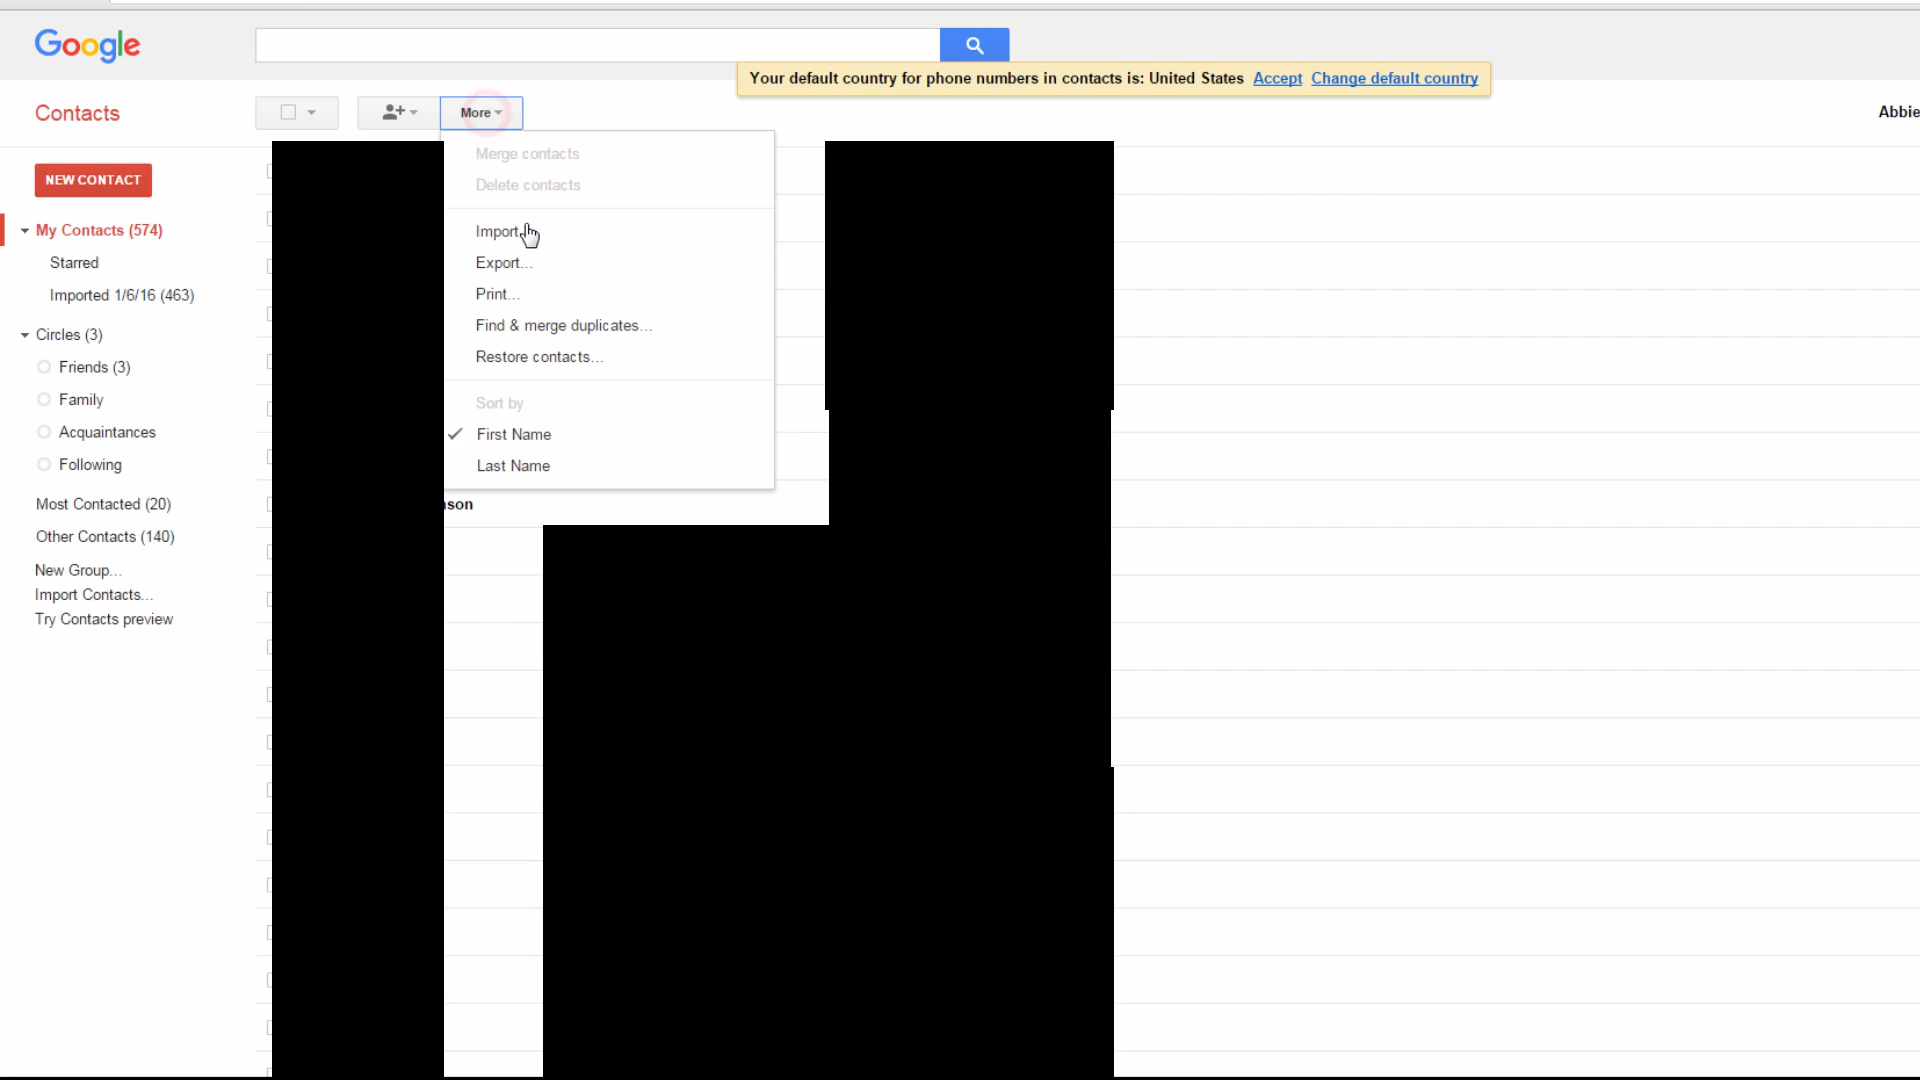 Google
Your default country for phone numbers in contacts is: United States Accept Change default country
Contacts
More
Abbie
Merge contacts
Delete contacts
NEW CONTACT
My Contacts (574)
Import
Starred
Export...
Imported 1/6/16 (463)
Print...
Find & merge duplicates...
Circles (3)
Restore contacts...
Friends (3)
Family
Sort by
Acquaintances
First Name
Following
Last Name
Most Contacted (20)
nson
Other Contacts (140)
New Group...
Import Contacts...
Try Contacts preview